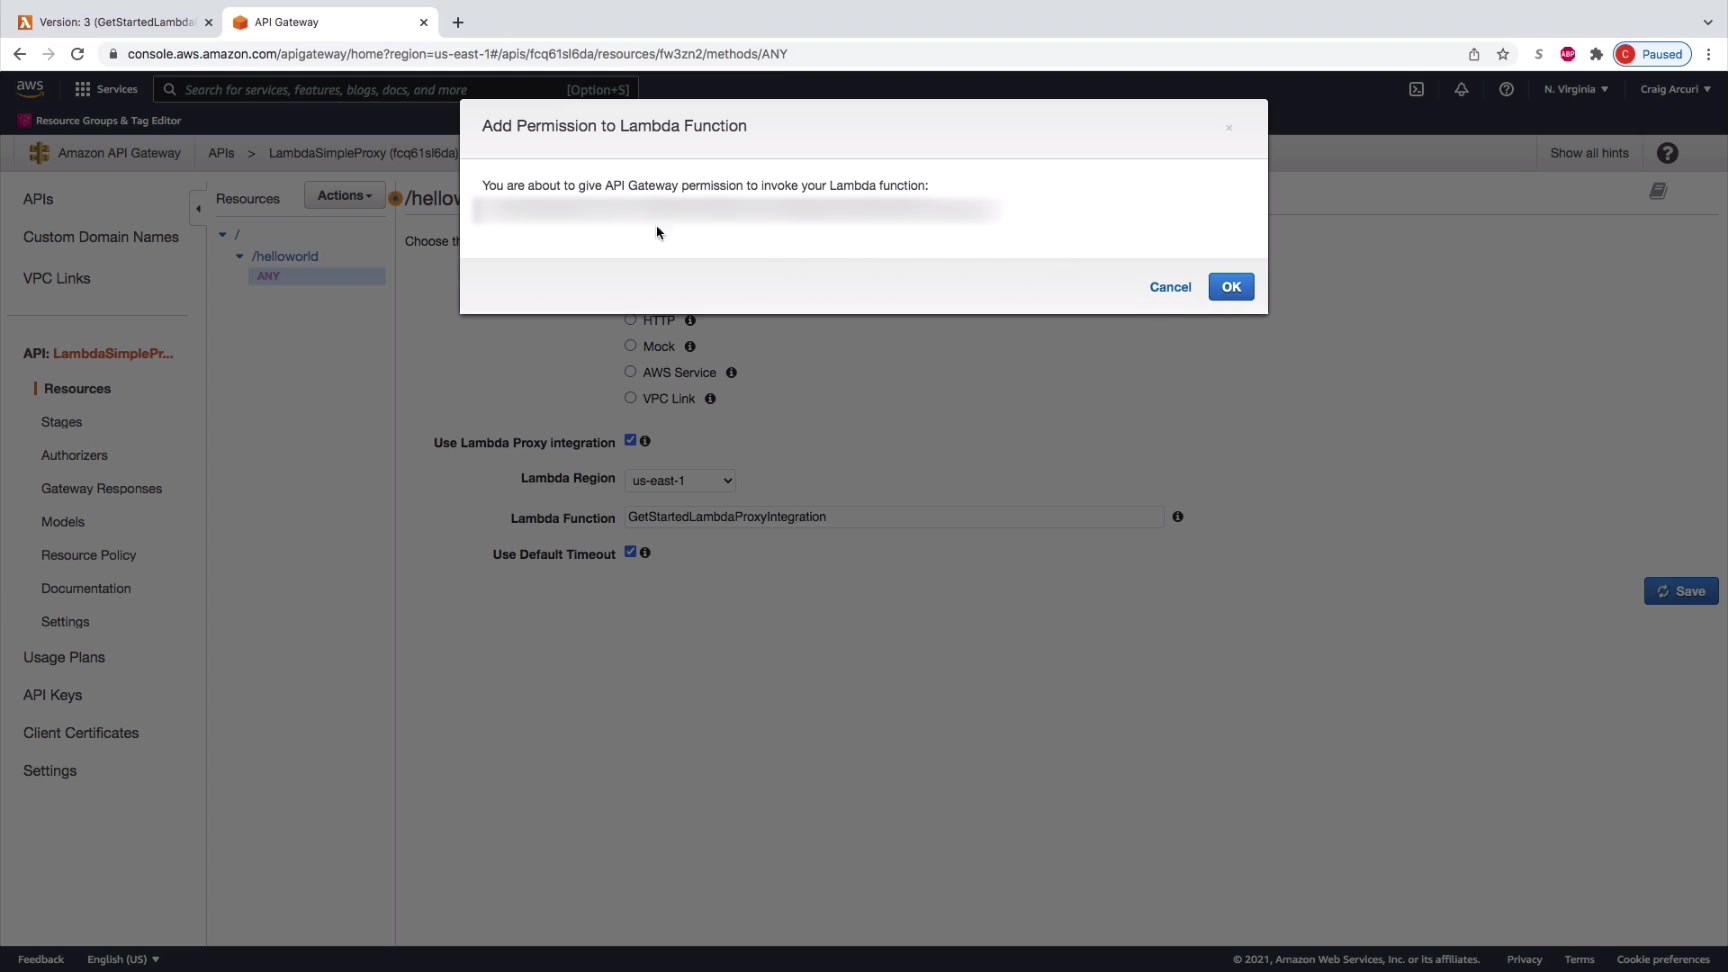 Version: 3 (GetStartedLambda
API Gateway
console.aws.amazon.com/apigateway/home?region=us-east-1#/apis/fcq61sl6da/resources/fw3zn2/methods/ANY
S
ABP
C
Paused
aws
Services
Search for services, features, blogs, docs, and more
[Option+S]
N. Virginia
Craig Arcuri
Resource Groups & Tag Editor
Amazon API Gateway
APIs
>
LambdaSimpleProxy (fcq61sl6da)
Show all hints
Add Permission to Lambda Function
You are about to give API Gateway permission to invoke your Lambda function:
Cancel
OK
APIs
Custom Domain Names
VPC Links
API: LambdaSimplePr...
Resources
Stages
Authorizers
Gateway Responses
Models
Resource Policy
Documentation
Settings
Usage Plans
API Keys
Client Certificates
Settings
Resources
Actions
/
/helloworld
ANY
/hellow
Choose th
HTTP
Mock
AWS Service
VPC Link
Use Lambda Proxy integration
Lambda Region
us-east-1
Lambda Function
GetStartedLambdaProxyIntegration
Use Default Timeout
Save
Feedback
English (US)
© 2021, Amazon Web Services, Inc. or its affiliates.
Privacy
Terms
Cookie preferences